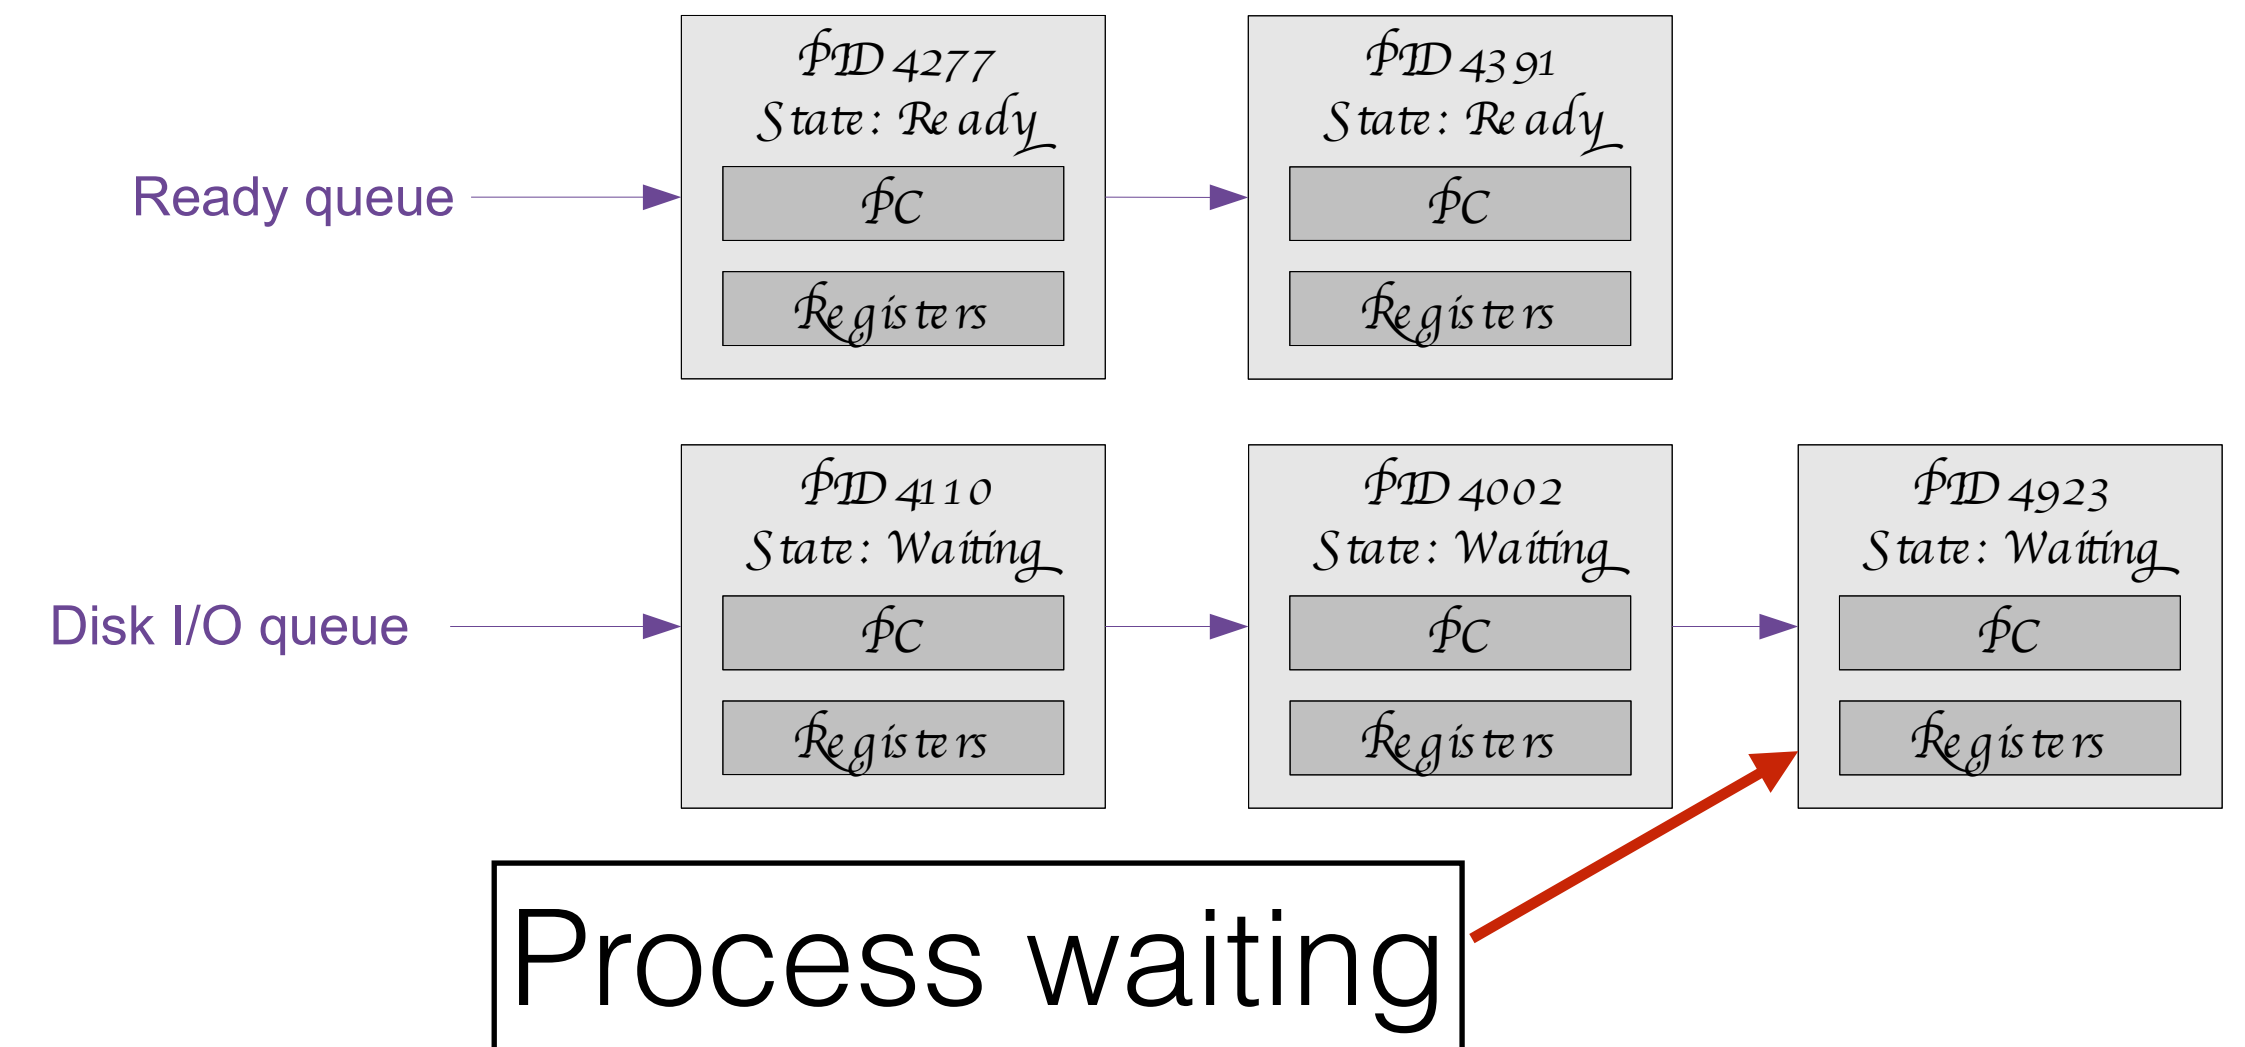 PID 4277
State: Ready
PC
Registers
PID 4391
State: Ready
PC
Registers
Ready queue
PID 4110
State: Waiting
PC
Registers
PID 4002
State: Waiting
PC
Registers
PID 4923
State: Waiting
PC
Registers
Disk I/O queue
Process waiting